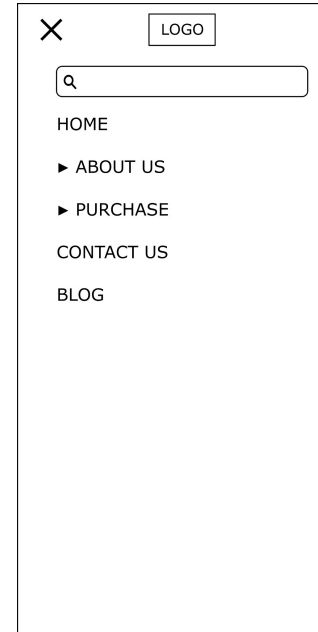 LOGO
HOME
► ABOUT US
► PURCHASE
CONTACT US
BLOG